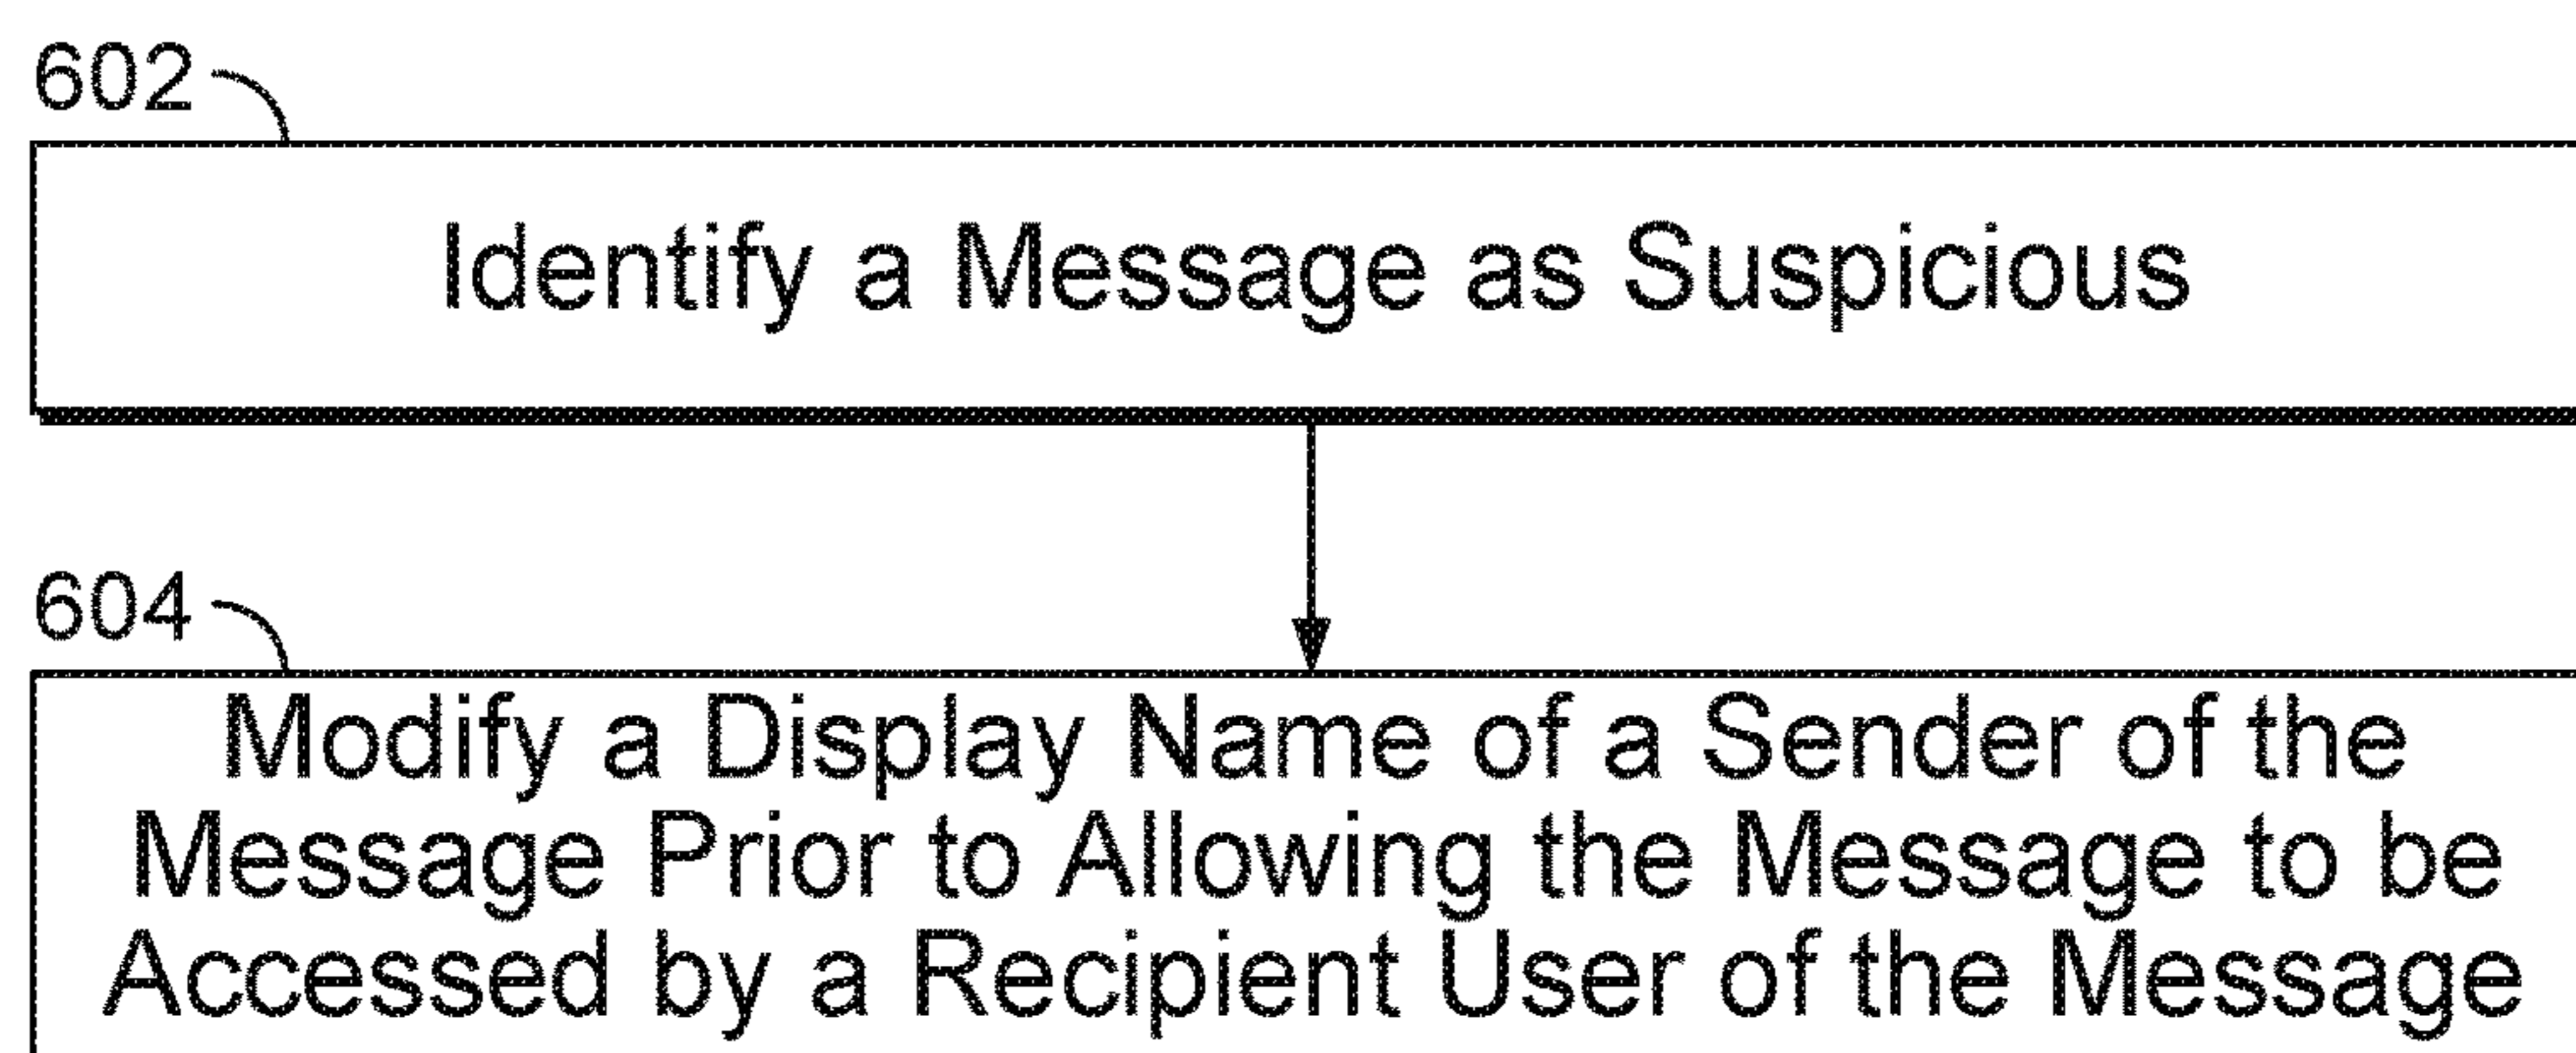 602
Identify a Message as Suspicious
604
Modify a Display Name of a Sender of the
Message Prior to Allowing the Message to be
Accessed by a Recipient User of the Message